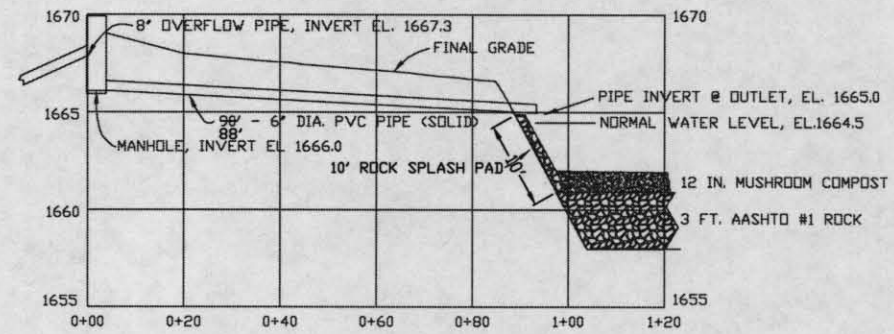 1670
8" OVERFLOW PIPE, INVERT EL. 1667.3
1670
FINAL GRADE
1665
PIPE INVERT @ OUTLET, EL. 1665.0
1665
90' - 6" DIA. PVC PIPE (SOLID)
88'
NORMAL WATER LEVEL, EL.1664.5
MANHOLE, INVERT EL 1666.0
10' ROCK SPLASH PAD
10'
12 IN. MUSHROOM COMPOST
1660
1660
3 FT. AASHTO #1 ROCK
1655
1655
0+00
0+20
0+40
0+60
0+80
1+00
1+20